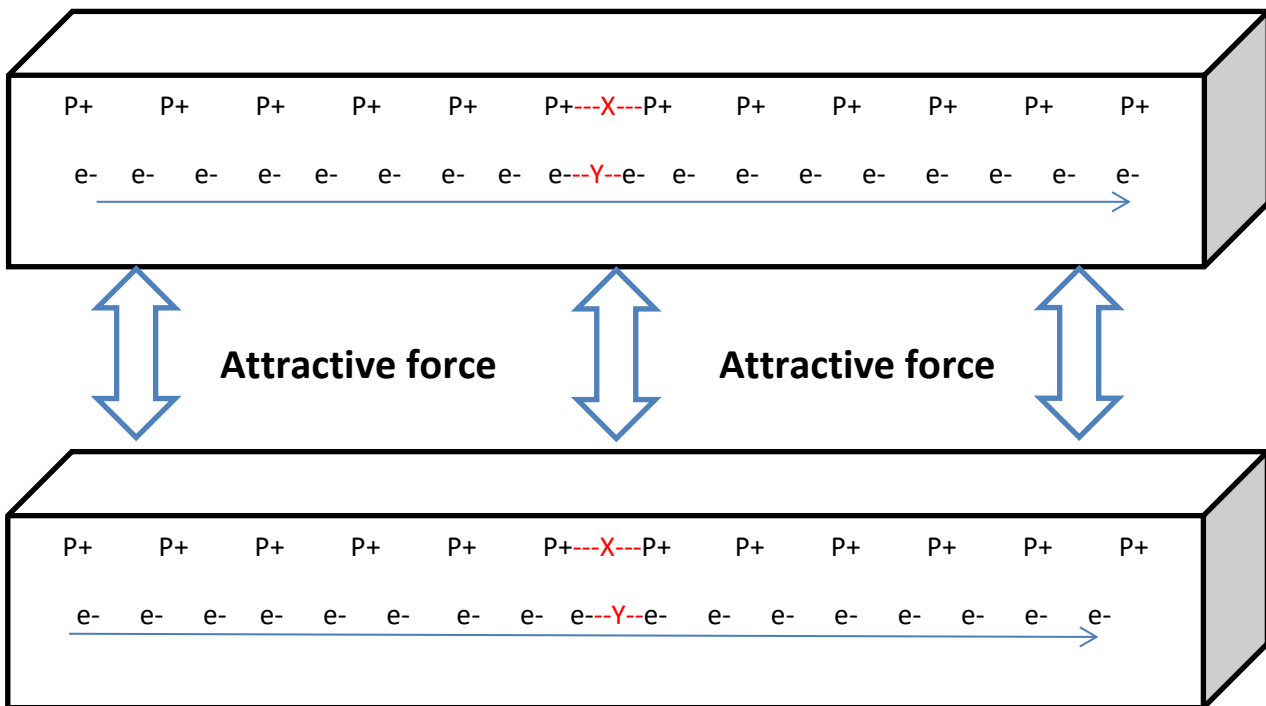 P+ P+ P+ P+ P+ P+---X---P+ P+ P+ P+ P+ P+
e- e- e- e- e- e- e- e- e---Y--e- e- e- e- e- e- e- e- e-
Attractive force Attractive force
P+ P+ P+ P+ P+ P+---X---P+ P+ P+ P+ P+ P+
e- e- e- e- e- e- e- e- e----Y--e- e- e- e- e- e- e- e-